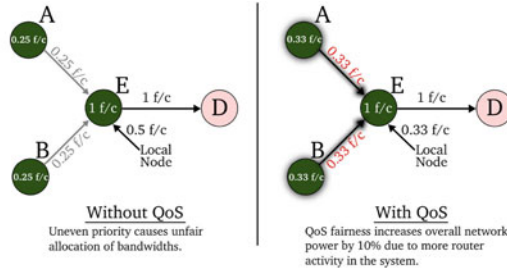 A
0.25 f/c
0.25 f/c
E
1 f/c
1 f/c
D
0.5 f/c
0.25 f/c
B
0.25 f/c
Local
Node
Without QoS
Uneven priority causes unfair
allocation of bandwidths.
A
0.33 f/c
0.33 f/c
E
1 f/c
1 f/c
D
0.33 f/c
0.33 f/c
B
0.33 f/c
Local
Node
With QoS
QoS fairness increases overall network
power by 10% due to more router
activity in the system.